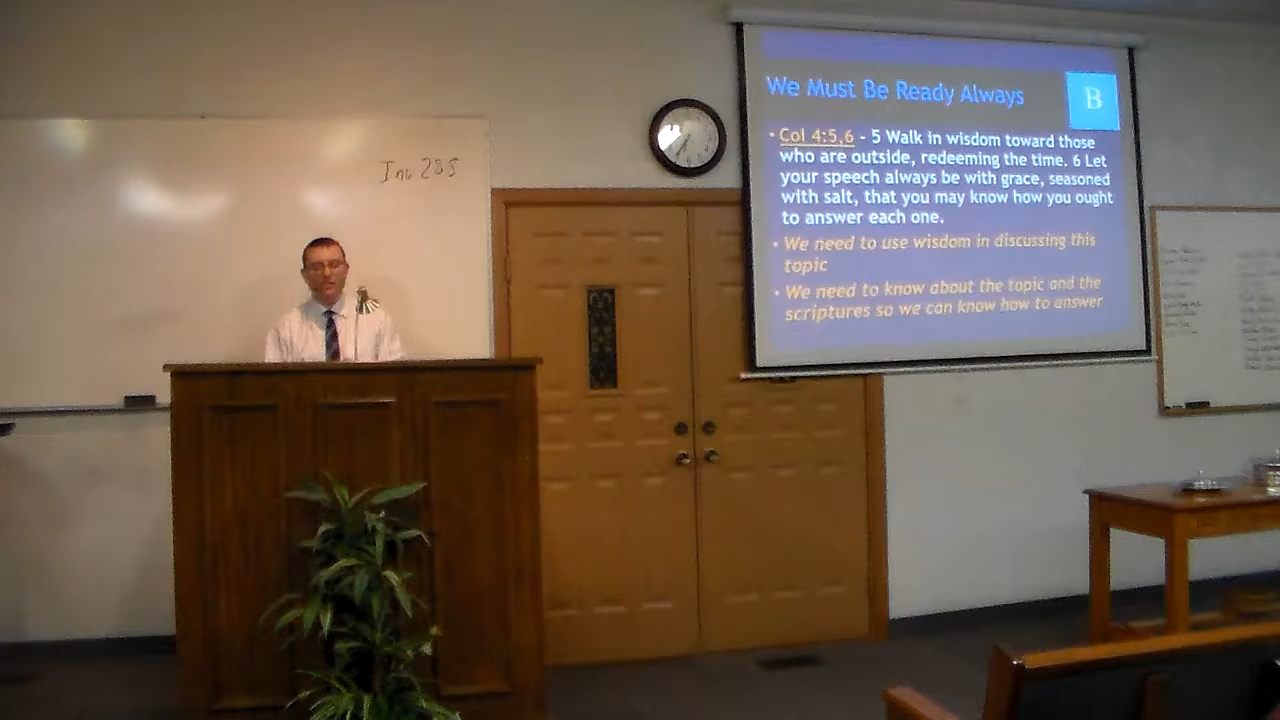 Inv 288
We Must Be Ready Always
B
• Col 4:5,6 - 5 Walk in wisdom toward those
who are outside, redeeming the time. 6 Let
your speech always be with grace, seasoned
with salt, that you may know how you ought
to answer each one.
• We need to use wisdom in discussing this
topic
• We need to know about the topic and the
scriptures so we can know how to answer